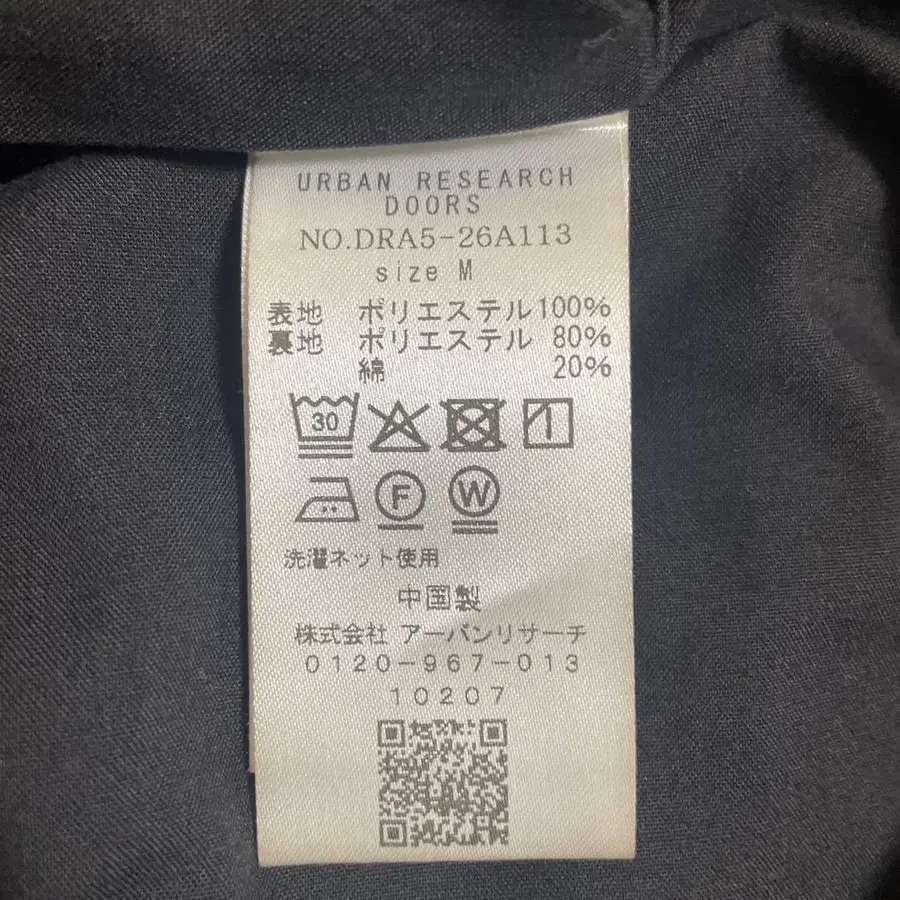 URBAN RESEARCH
DOORS
NO.DRA5-26A113
size M
表地 ポリエステル100%
裏地 ポリエステル 80%
綿 20%
30
F W
洗濯ネット使用
中国製
株式会社 アーバンリサーチ
0120-967-013
10207